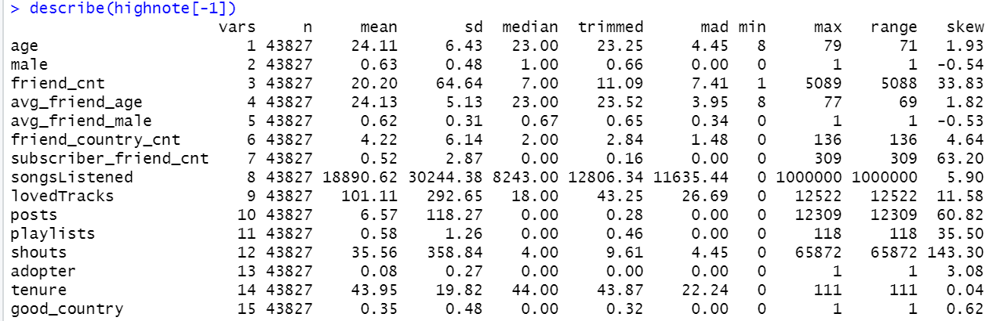 > describe(highnote[-1])
vars n mean sd median trimmed mad min max range skew
age 1 43827 24.11 6.43 23.00 23.25 4.45 8 79 71 1.93
male 2 43827 0.63 0.48 1.00 0.66 0.00 0 1 1 -0.54
friend_cnt 3 43827 20.20 64.64 7.00 11.09 7.41 1 5089 5088 33.83
avg_friend_age 4 43827 24.13 5.13 23.00 23.52 3.95 8 77 69 1.82
avg_friend_male 5 43827 0.62 0.31 0.67 0.65 0.34 0 1 1 -0.53
friend_country_cnt 6 43827 4.22 6.14 2.00 2.84 1.48 0 136 136 4.64
subscriber_friend_cnt 7 43827 0.52 2.87 0.00 0.16 0.00 0 309 309 63.20
songsListened 8 43827 18890.62 30244.38 8243.00 12806.34 11635.44 0 1000000 1000000 5.90
lovedTracks 9 43827 101.11 292.65 18.00 43.25 26.69 0 12522 12522 11.58
posts 10 43827 6.57 118.27 0.00 0.28 0.00 0 12309 12309 60.82
playlists 11 43827 0.58 1.26 0.00 0.46 0.00 0 118 118 35.50
shouts 12 43827 35.56 358.84 4.00 9.61 4.45 0 65872 65872 143.30
adopter 13 43827 0.08 0.27 0.00 0.00 0.00 0 1 1 3.08
tenure 14 43827 43.95 19.82 44.00 43.87 22.24 0 111 111 0.04
good_country 15 43827 0.35 0.48 0.00 0.32 0.00 0 1 1 0.62